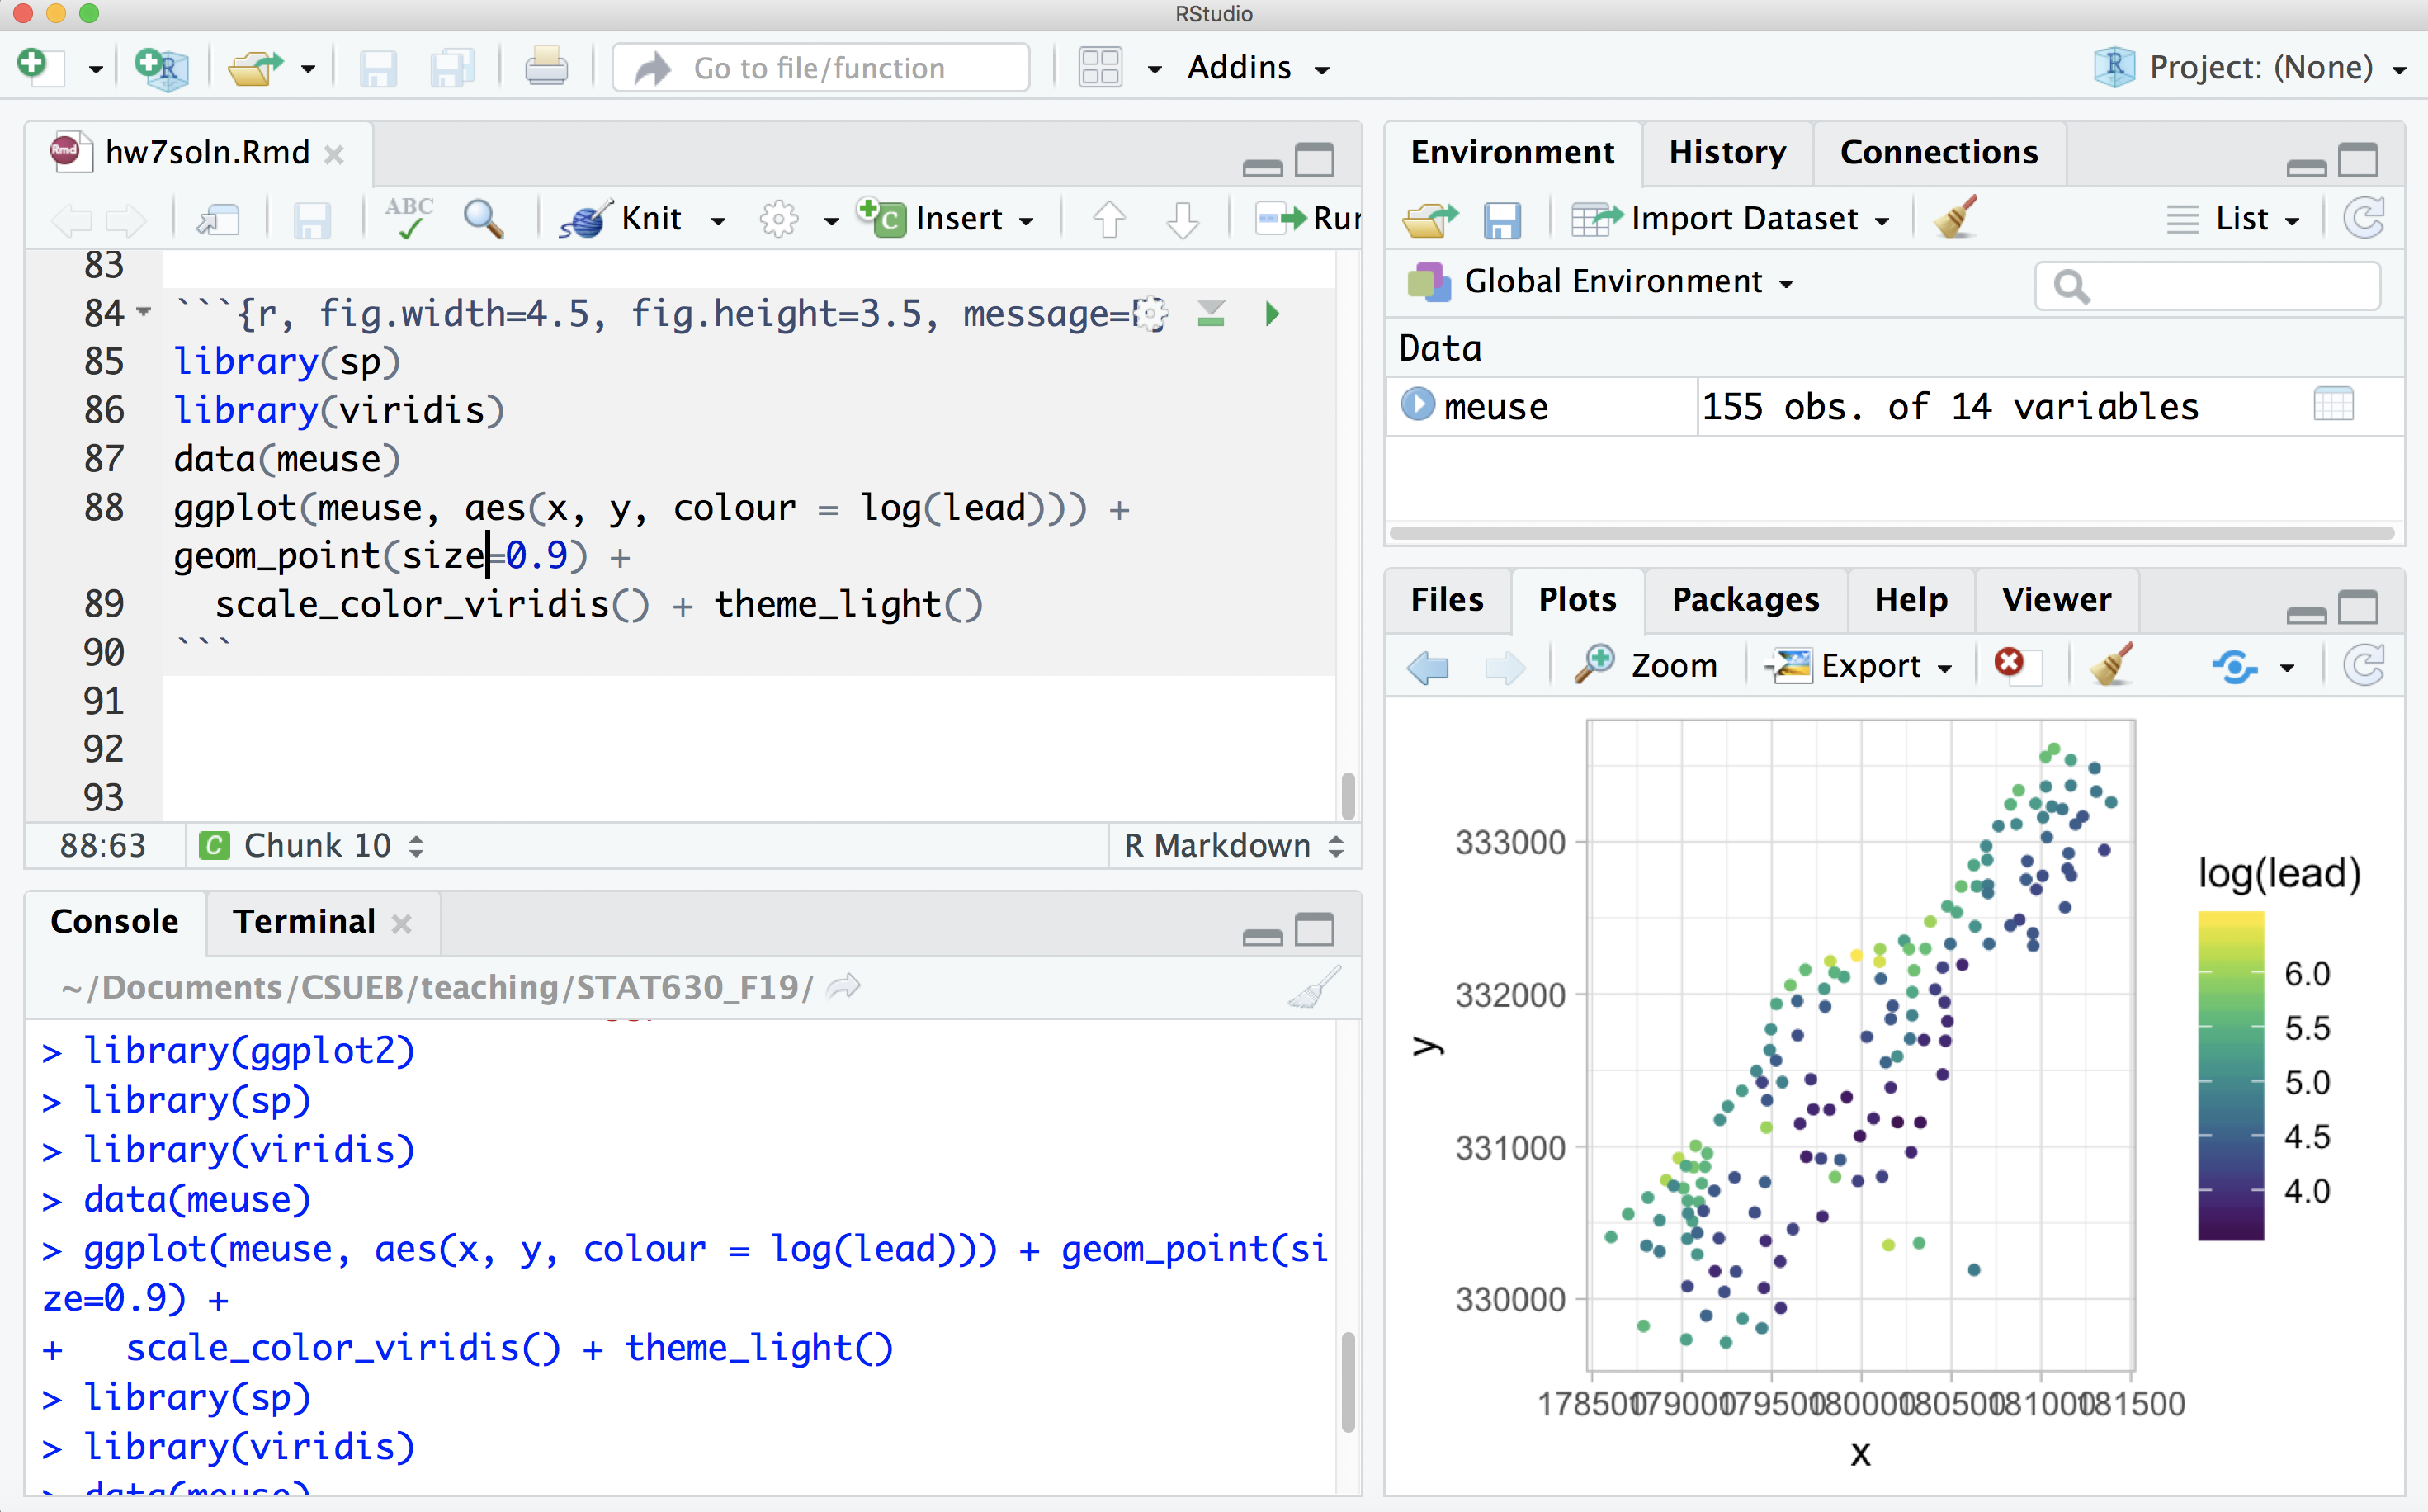 RStudio
Go to file/function
Addins
Project: (None)
hw7soln.Rmd
ABC
Knit
Insert
Run
83
84 ```{r, fig.width=4.5, fig.height=3.5, message=
85 library(sp)
86 library(viridis)
87 data(meuse)
88 ggplot(meuse, aes(x, y, colour = log(lead))) +
geom_point(size=0.9) +
89   scale_color_viridis() + theme_light()
90 ```
91
92
93
88:63
C Chunk 10
R Markdown
Console
Terminal
~/Documents/CSUEB/teaching/STAT630_F19/
> library(ggplot2)
> library(sp)
> library(viridis)
> data(meuse)
> ggplot(meuse, aes(x, y, colour = log(lead))) + geom_point(si
ze=0.9) +
+   scale_color_viridis() + theme_light()
> library(sp)
> library(viridis)
> data(meuse)
Environment
History
Connections
Import Dataset
List
Global Environment
Data
meuse
155 obs. of 14 variables
Files
Plots
Packages
Help
Viewer
Zoom
Export
333000
332000
331000
330000
y
178500
179000
179500
180000
180500
181000
181500
x
log(lead)
6.0
5.5
5.0
4.5
4.0